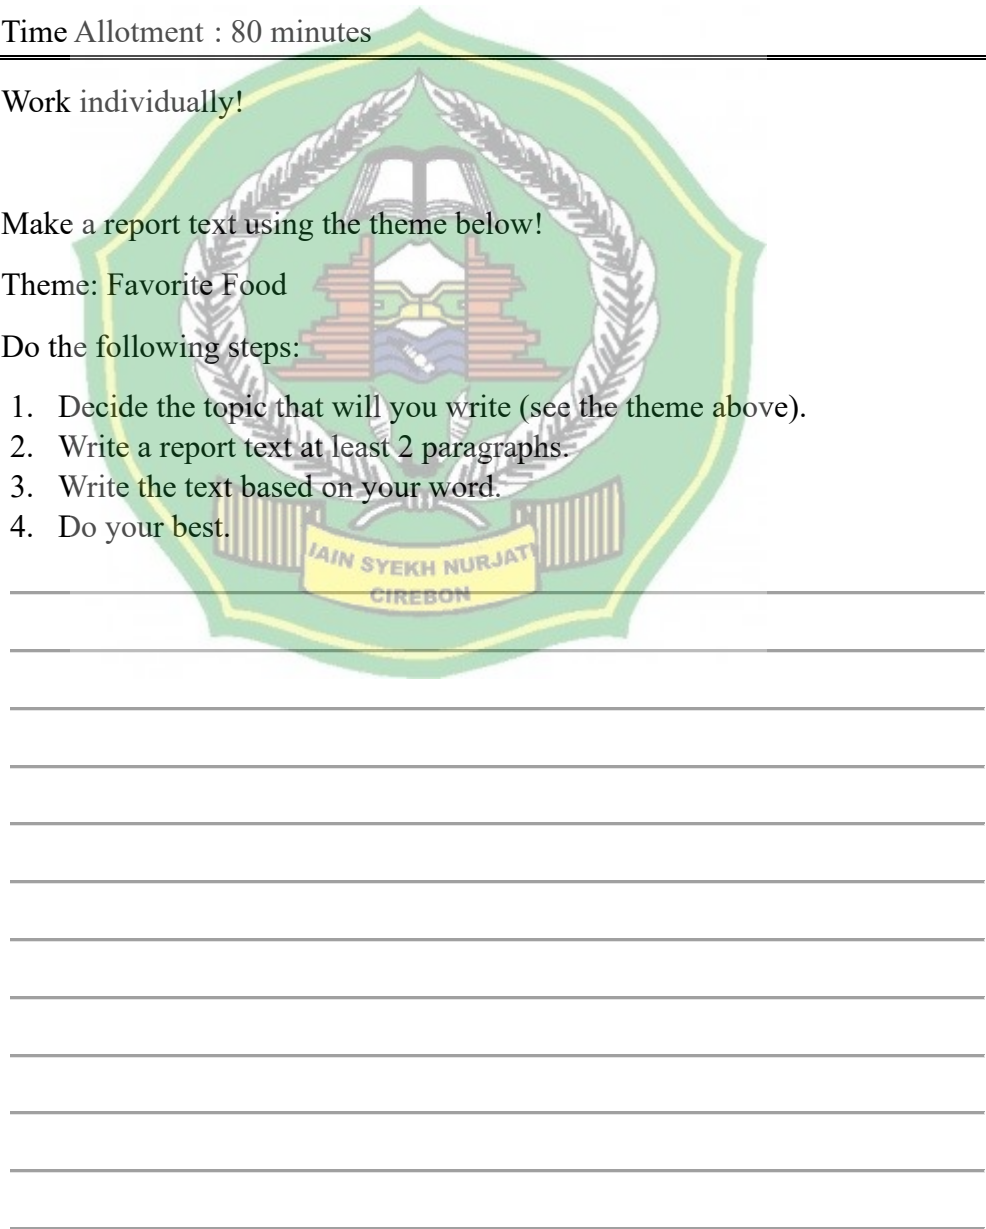 Time Allotment : 80 minutes
Work individually!
Make a report text using the theme below!
Theme: Favorite Food
Do the following steps:
1. Decide the topic that will you write (see the theme above).
2. Write a report text at least 2 paragraphs.
3. Write the text based on your word.
4. Do your best.
IAIN SYEKH NURJATI
CIREBON